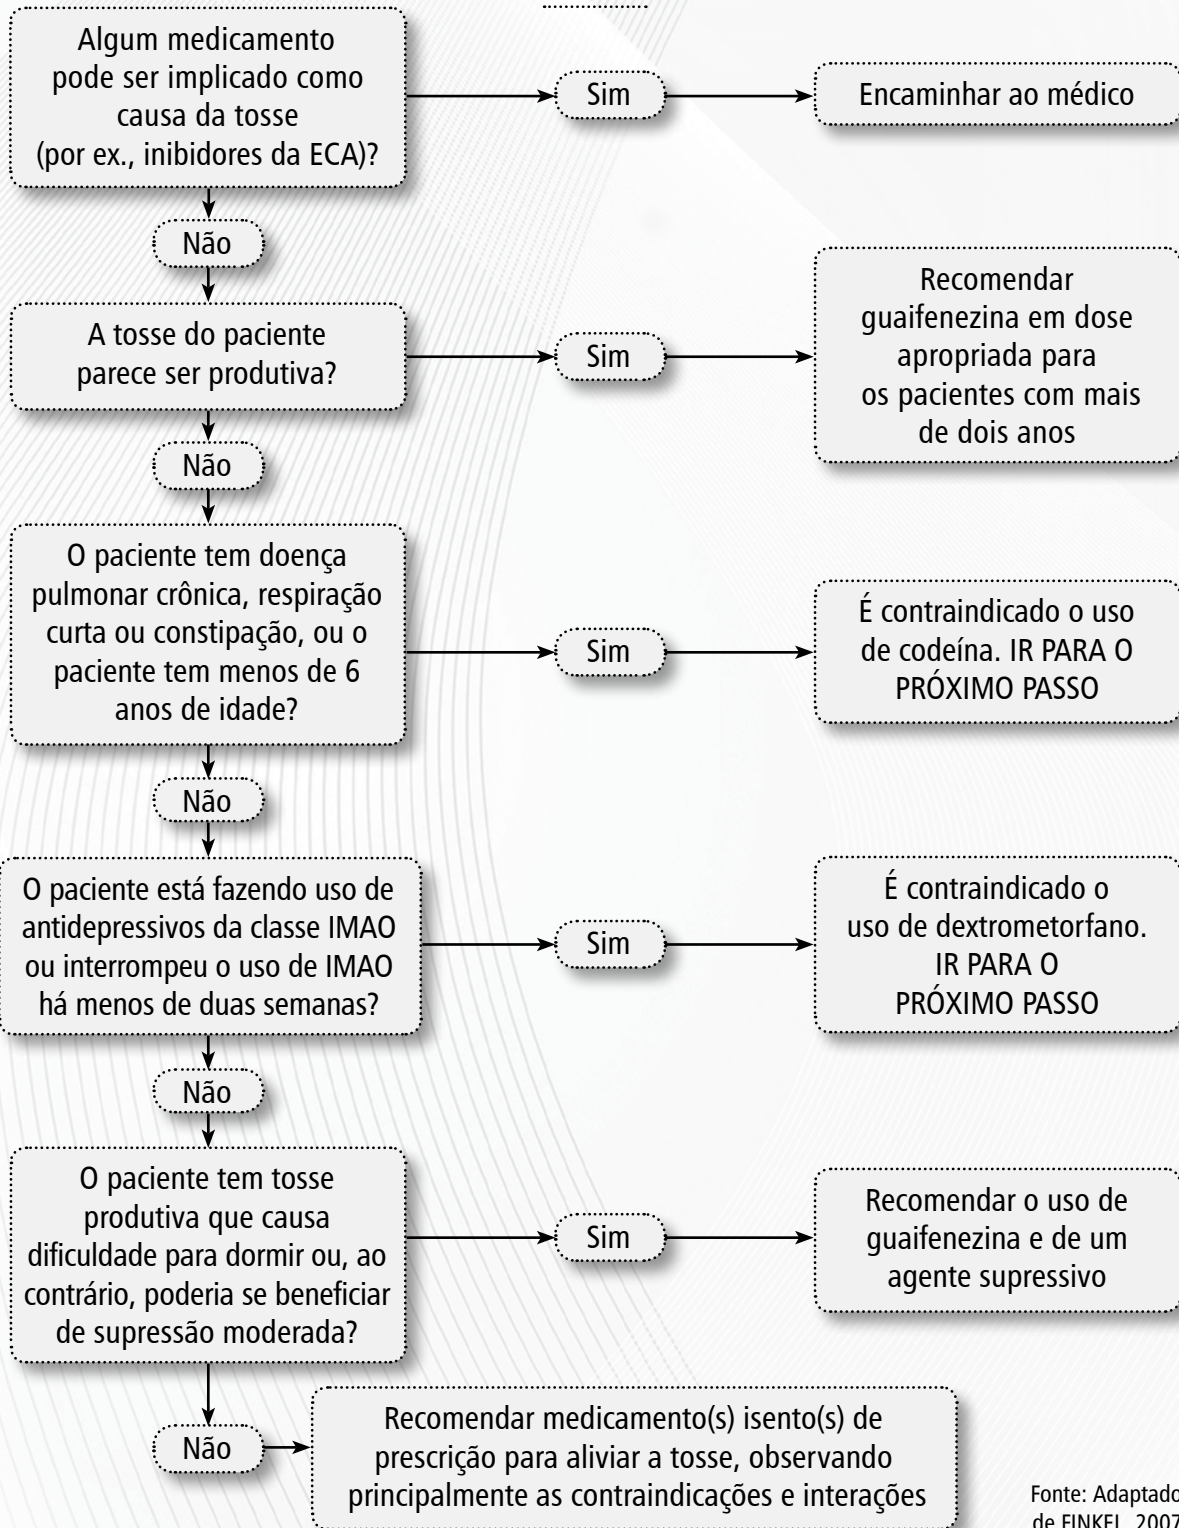 Algum medicamento
pode ser implicado como
causa da tosse
(por ex., inibidores da ECA)?
Sim
Encaminhar ao médico
Não
A tosse do paciente
parece ser produtiva?
Sim
Recomendar
guaifenezina em dose
apropriada para
os pacientes com mais
de dois anos
Não
O paciente tem doença
pulmonar crônica, respiração
curta ou constipação, ou o
paciente tem menos de 6
anos de idade?
Sim
É contraindicado o uso
de codeína. IR PARA O
PRÓXIMO PASSO
Não
O paciente está fazendo uso de
antidepressivos da classe IMAO
ou interrompeu o uso de IMAO
há menos de duas semanas?
Sim
É contraindicado o
uso de dextrometorfano.
IR PARA O
PRÓXIMO PASSO
Não
O paciente tem tosse
produtiva que causa
dificuldade para dormir ou, ao
contrário, poderia se beneficiar
de supressão moderada?
Sim
Recomendar o uso de
guaifenezina e de um
agente supressivo
Não
Recomendar medicamento(s) isento(s) de
prescrição para aliviar a tosse, observando
principalmente as contraindicações e interações
Fonte: Adaptado
de FINKEL, 2007